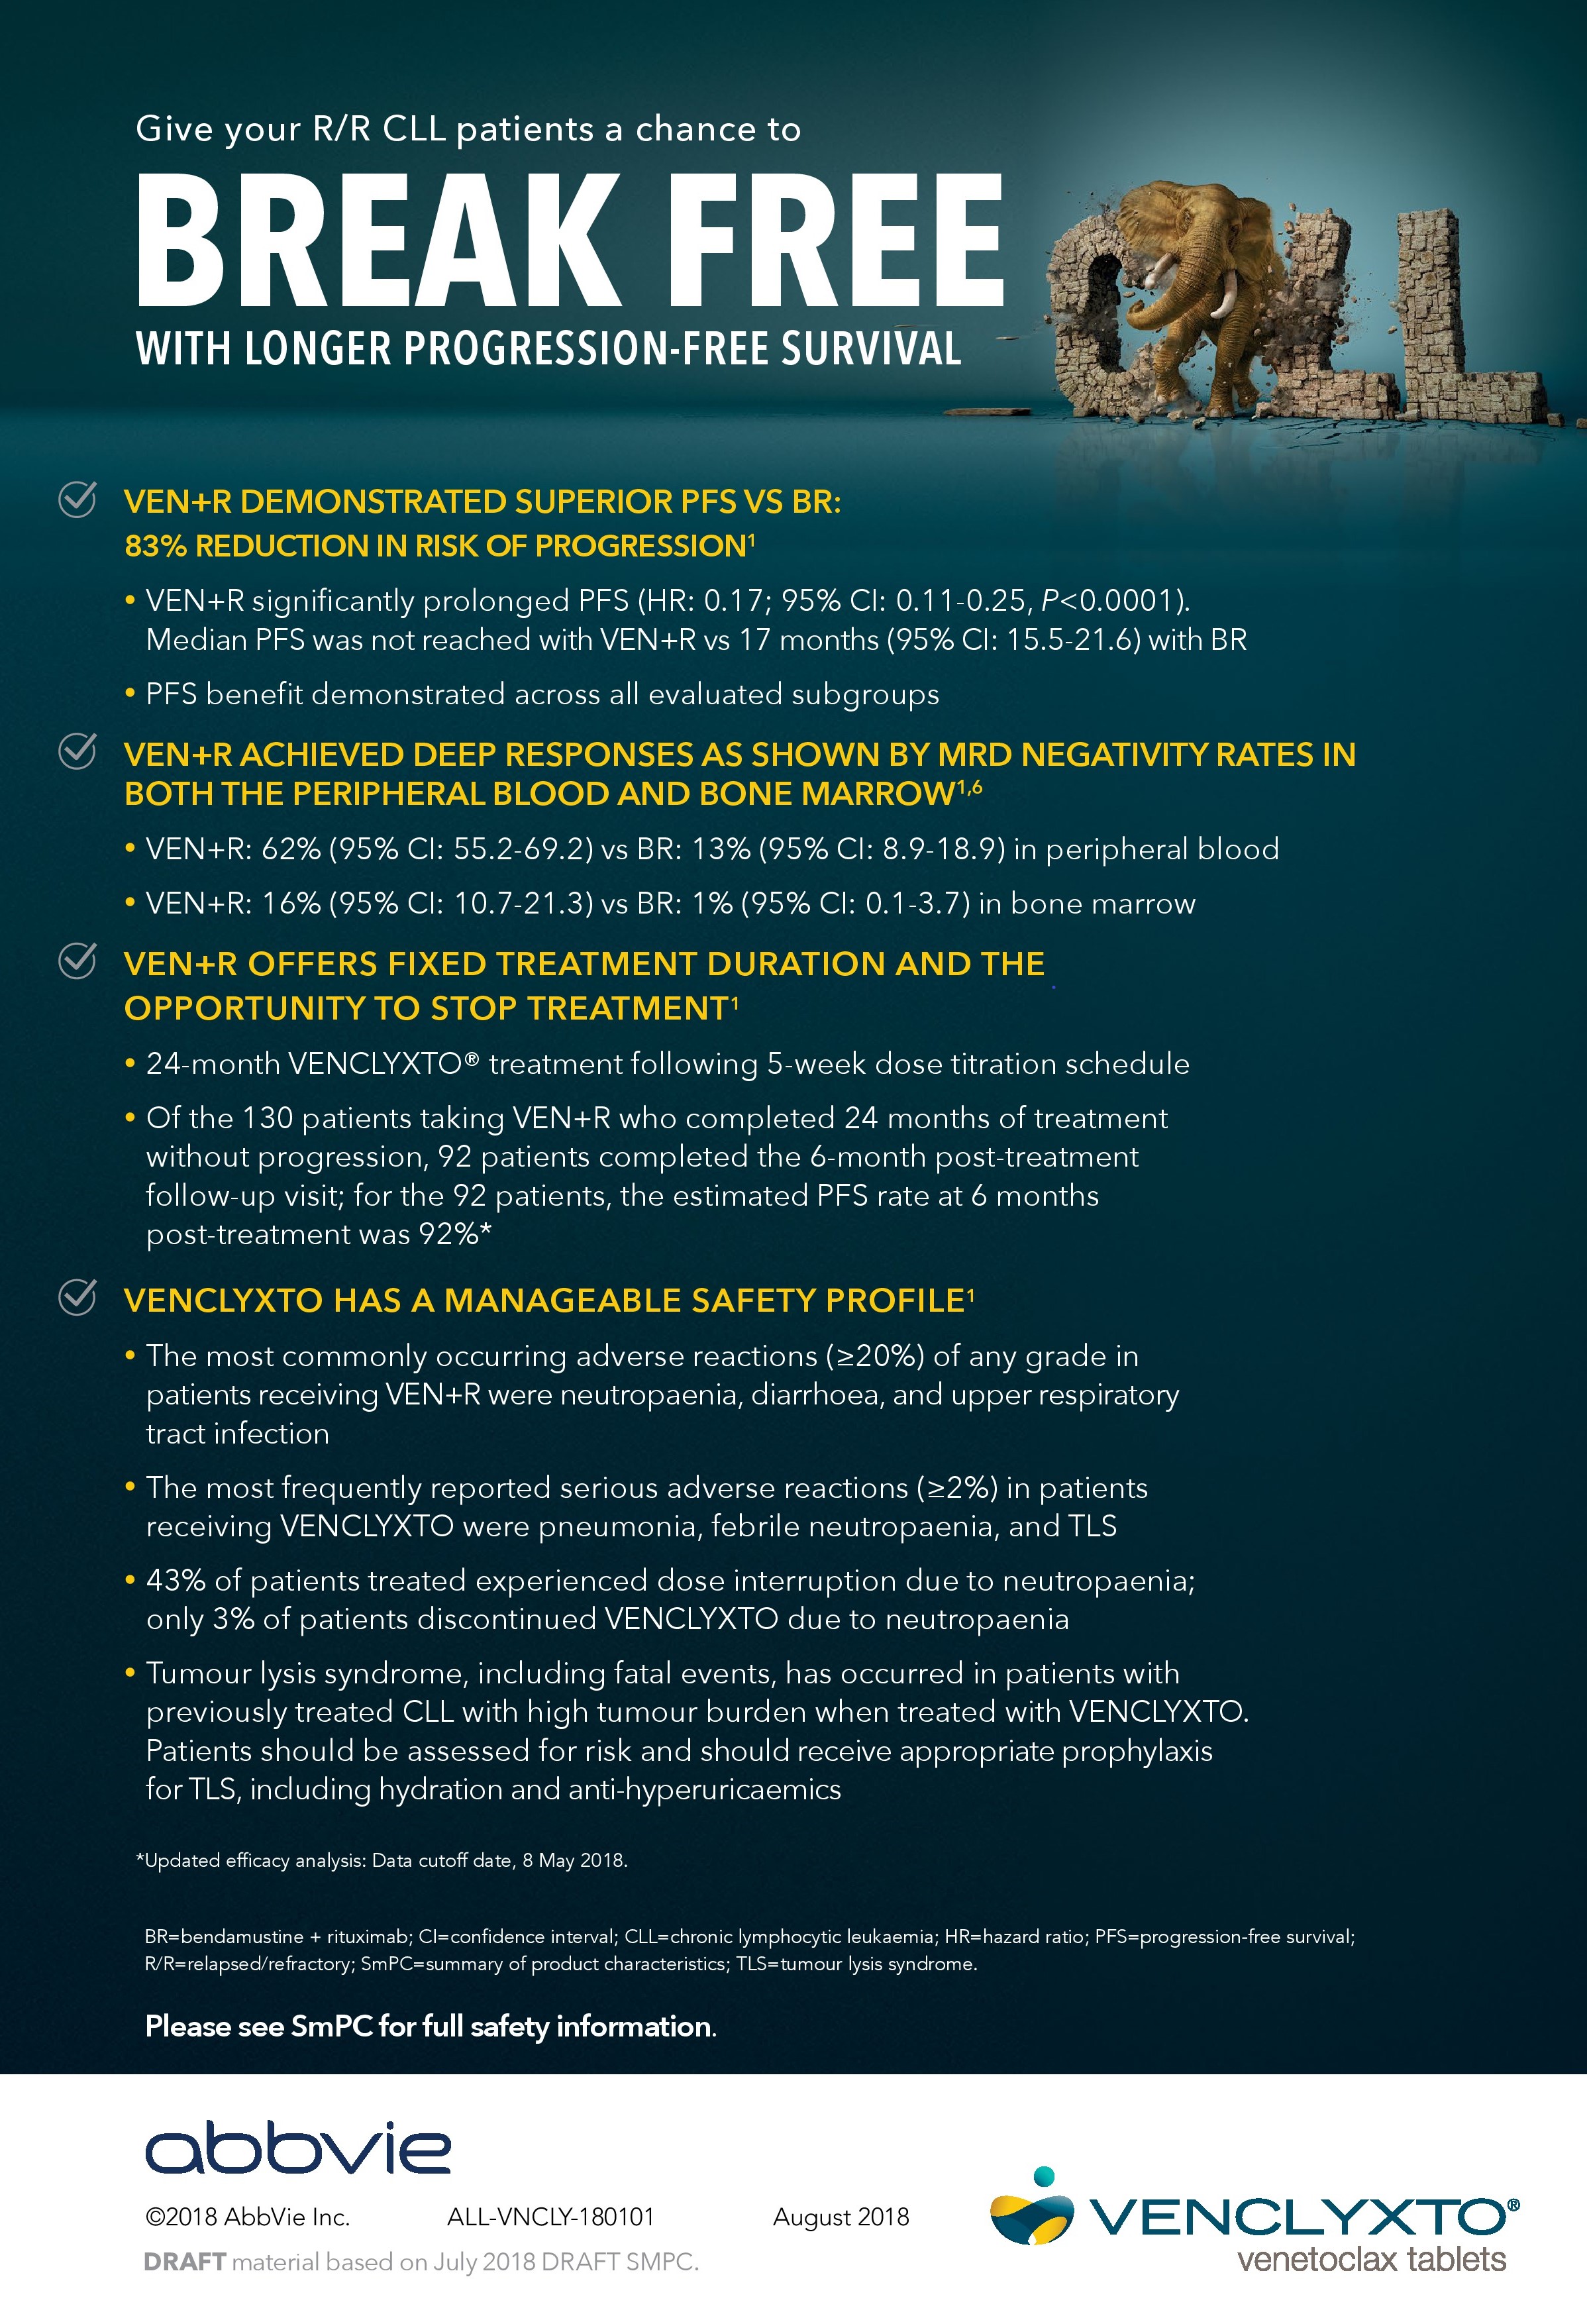 Give your R/R CLL patients a chance to
BREAK FREE
WITH LONGER PROGRESSION-FREE SURVIVAL
CLL
VEN+R DEMONSTRATED SUPERIOR PFS VS BR:
83% REDUCTION IN RISK OF PROGRESSION¹
• VEN+R significantly prolonged PFS (HR: 0.17; 95% CI: 0.11-0.25, P<0.0001).
Median PFS was not reached with VEN+R vs 17 months (95% CI: 15.5-21.6) with BR
• PFS benefit demonstrated across all evaluated subgroups
VEN+R ACHIEVED DEEP RESPONSES AS SHOWN BY MRD NEGATIVITY RATES IN
BOTH THE PERIPHERAL BLOOD AND BONE MARROW¹,⁶
• VEN+R: 62% (95% CI: 55.2-69.2) vs BR: 13% (95% CI: 8.9-18.9) in peripheral blood
• VEN+R: 16% (95% CI: 10.7-21.3) vs BR: 1% (95% CI: 0.1-3.7) in bone marrow
VEN+R OFFERS FIXED TREATMENT DURATION AND THE
OPPORTUNITY TO STOP TREATMENT¹
• 24-month VENCLYXTO® treatment following 5-week dose titration schedule
• Of the 130 patients taking VEN+R who completed 24 months of treatment
without progression, 92 patients completed the 6-month post-treatment
follow-up visit; for the 92 patients, the estimated PFS rate at 6 months
post-treatment was 92%*
VENCLYXTO HAS A MANAGEABLE SAFETY PROFILE¹
• The most commonly occurring adverse reactions (≥20%) of any grade in
patients receiving VEN+R were neutropaenia, diarrhoea, and upper respiratory
tract infection
• The most frequently reported serious adverse reactions (≥2%) in patients
receiving VENCLYXTO were pneumonia, febrile neutropaenia, and TLS
• 43% of patients treated experienced dose interruption due to neutropaenia;
only 3% of patients discontinued VENCLYXTO due to neutropaenia
• Tumour lysis syndrome, including fatal events, has occurred in patients with
previously treated CLL with high tumour burden when treated with VENCLYXTO.
Patients should be assessed for risk and should receive appropriate prophylaxis
for TLS, including hydration and anti-hyperuricaemics
*Updated efficacy analysis: Data cutoff date, 8 May 2018.
BR=bendamustine + rituximab; CI=confidence interval; CLL=chronic lymphocytic leukaemia; HR=hazard ratio; PFS=progression-free survival;
R/R=relapsed/refractory; SmPC=summary of product characteristics; TLS=tumour lysis syndrome.
Please see SmPC for full safety information.
abbvie
©2018 AbbVie Inc. ALL-VNCLY-180101 August 2018
DRAFT material based on July 2018 DRAFT SMPC.
VENCLYXTO®
venetoclax tablets